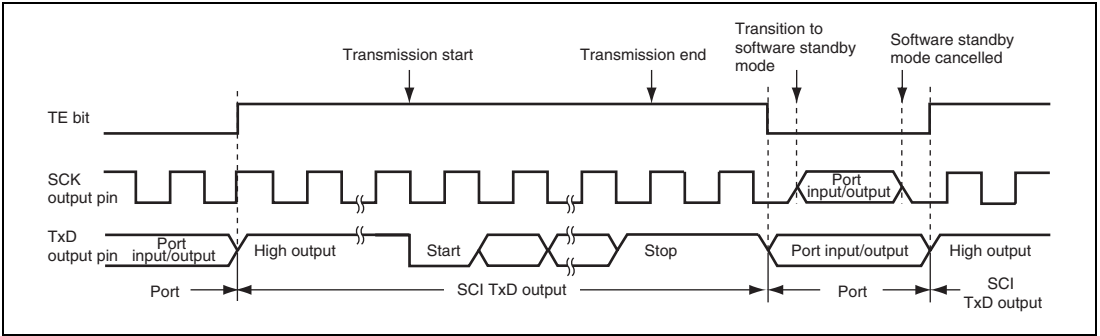 Transmission start
Transmission end
Transition to
software standby
mode
Software standby
mode cancelled
TE bit
SCK
output pin
Port
input/output
TxD
output pin
Port
input/output
High output
Start
Stop
Port input/output
High output
Port
SCI TxD output
Port
SCI
TxD output